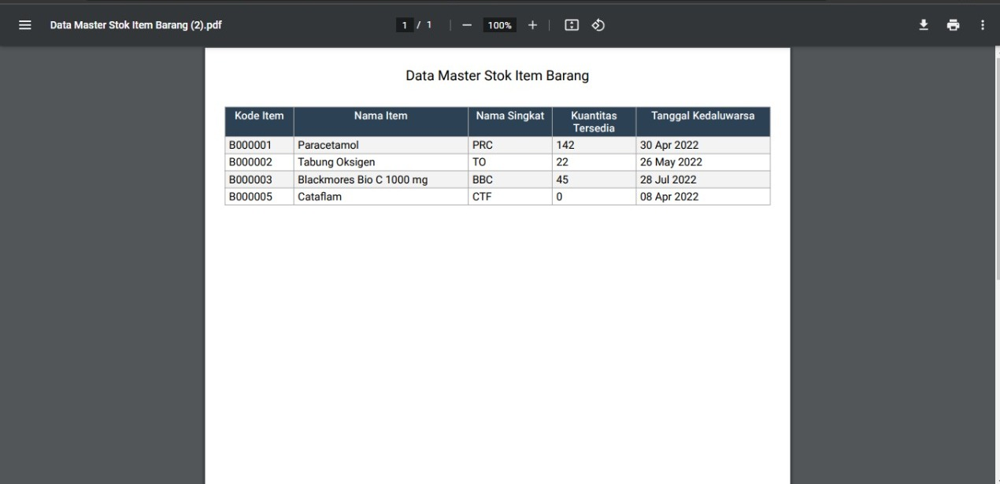 Data Master Stok Item Barang (2).pdf
1 / 1
100%
Data Master Stok Item Barang
Kode Item Nama Item Nama Singkat Kuantitas Tersedia Tanggal Kedaluwarsa
B000001 Paracetamol PRC 142 30 Apr 2022
B000002 Tabung Oksigen TO 22 26 May 2022
B000003 Blackmores Bio C 1000 mg BBC 45 28 Jul 2022
B000005 Cataflam CTF 0 08 Apr 2022